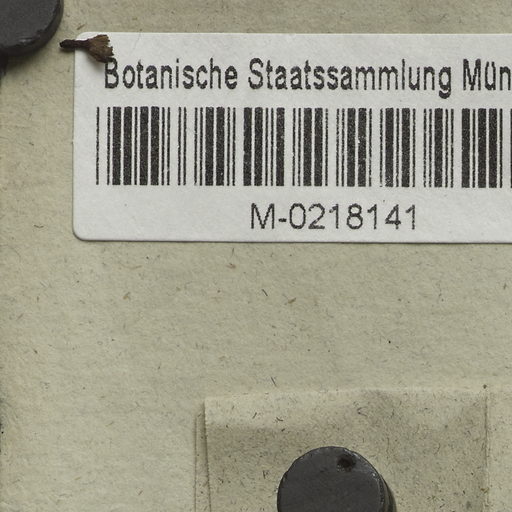 Botanische Staatssammlung Mün
M-0218141